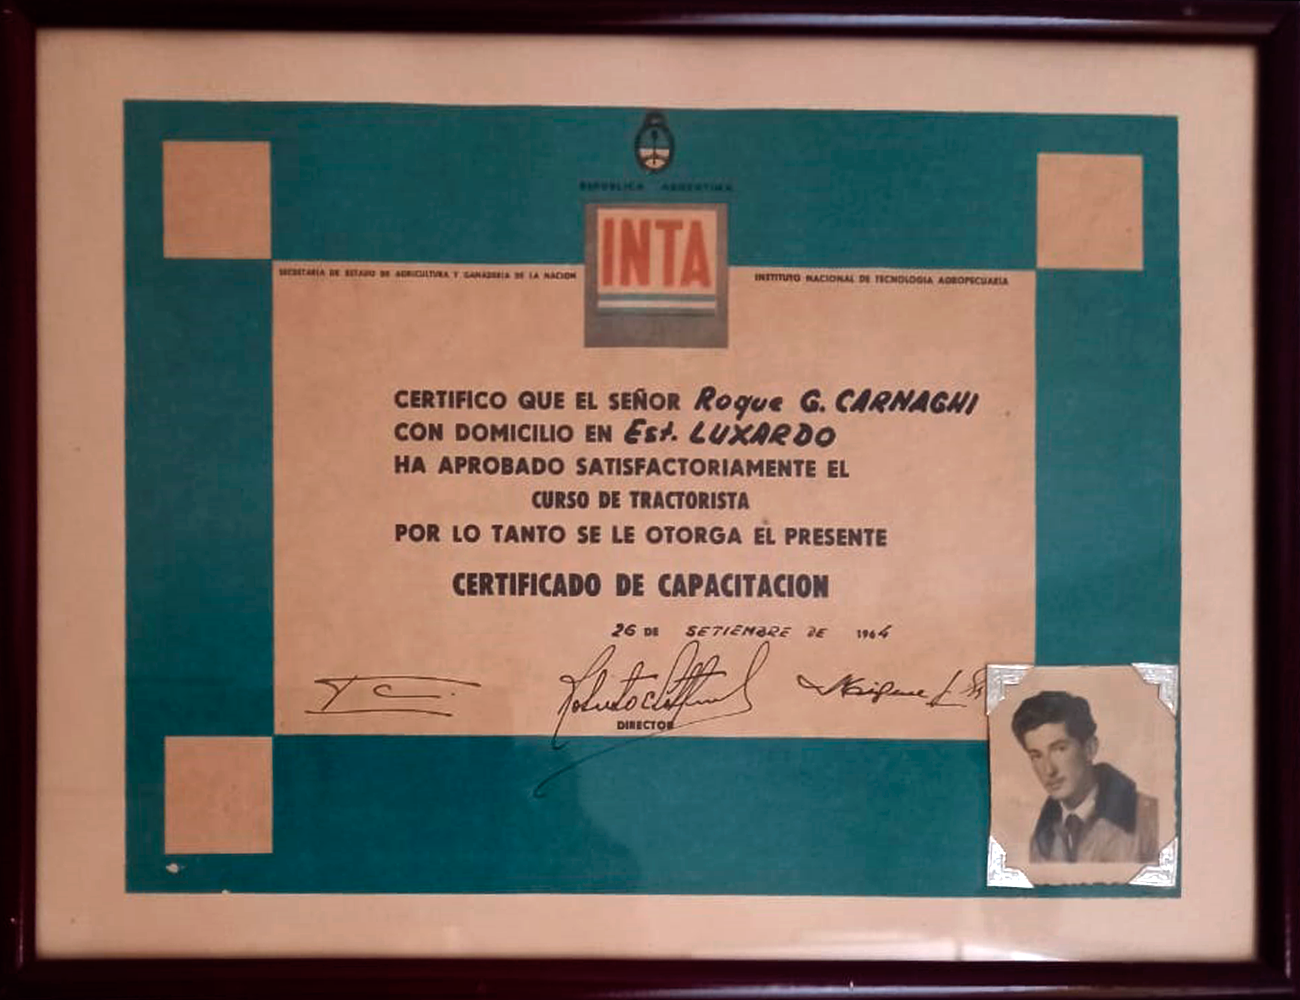 REPUBLICA ARGENTINA
INTA
SECRETARIA DE ESTADO DE AGRICULTURA Y GANADERIA DE LA NACION
INSTITUTO NACIONAL DE TECNOLOGIA AGROPECUARIA
CERTIFICO QUE EL SEÑOR Roque G. CARNAGHI
CON DOMICILIO EN Est. LUXARDO
HA APROBADO SATISFACTORIAMENTE EL
CURSO DE TRACTORISTA
POR LO TANTO SE LE OTORGA EL PRESENTE
CERTIFICADO DE CAPACITACION
26 DE SETIEMBRE DE 1964
DIRECTOR